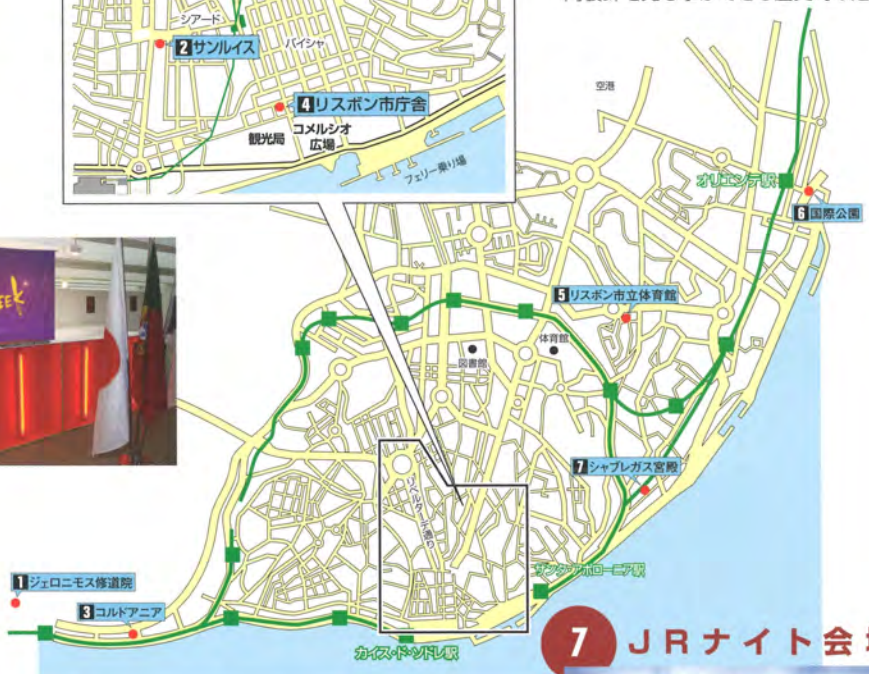 シアード
2 サンルイス
バイシャ
4 リスボン市庁舎
観光局
コメルシオ
広場
フェリー乗り場
空港
オリエンテ駅
6 国際公園
5 リスボン市立体育館
体育館
図書館
7 シャブレガス宮殿
リベルダーデ通り
サンタ・アポローニア駅
1 ジェロニモス修道院
3 コルドアニア
カイス・ド・ソドレ駅
7 JRナイト会